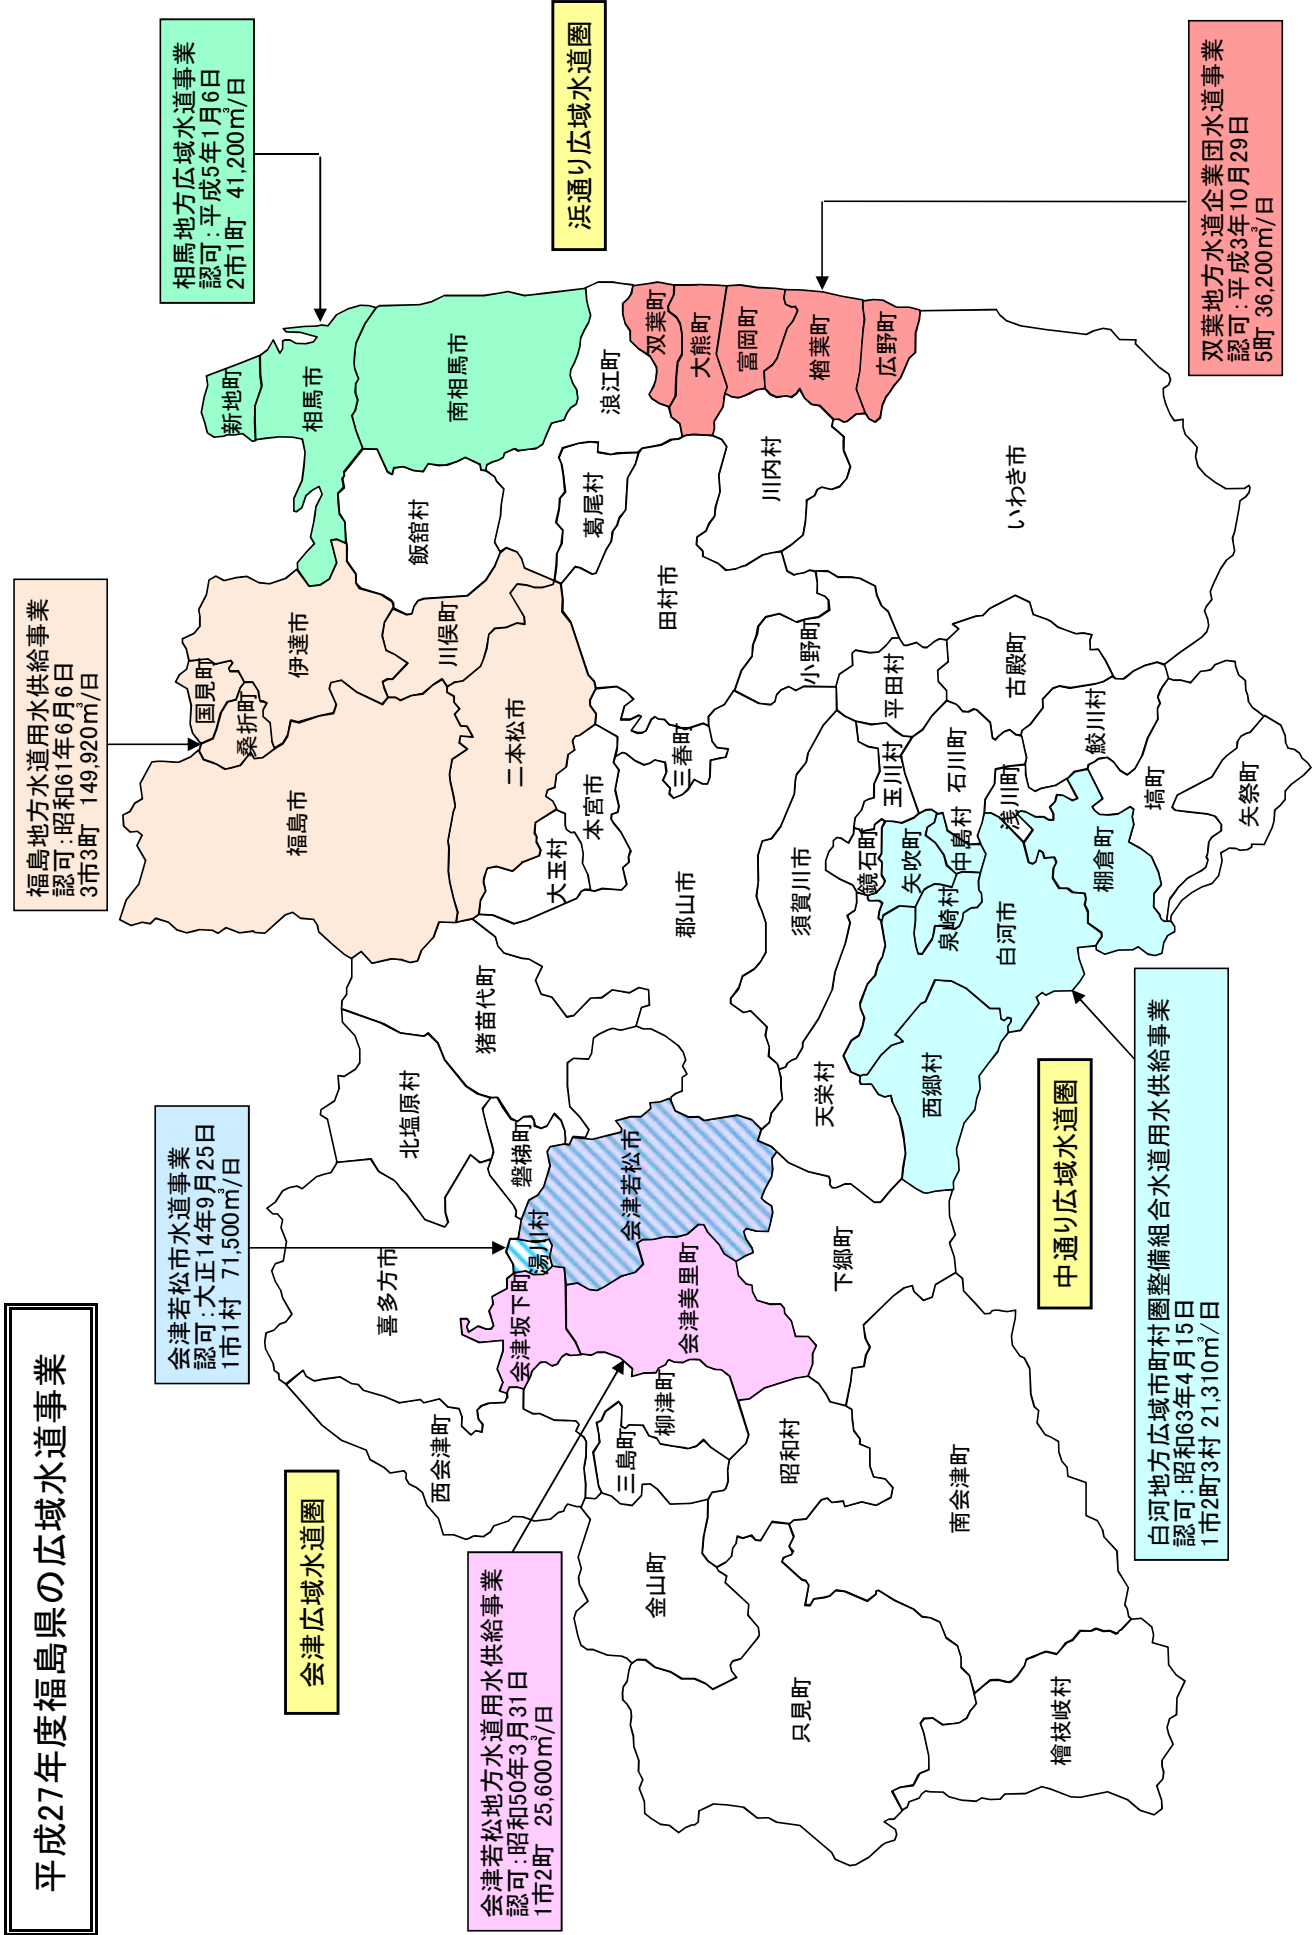 平成27年度福島県の広域水道事業
会津広域水道圏
中通り広域水道圏
浜通り広域水道圏
会津若松市水道事業
認可：大正14年9月25日
1市1村 71,500㎥/日
会津若松地方水道用水供給事業
認可：昭和50年3月31日
1市2町 25,600㎥/日
福島地方水道用水供給事業
認可：昭和61年6月6日
3市3町 149,920㎥/日
白河地方広域市町村圏整備組合水道用水供給事業
認可：昭和63年4月15日
1市2町3村 21,310㎥/日
相馬地方広域水道事業
認可：平成5年1月6日
2市1町 41,200㎥/日
双葉地方水道企業団水道事業
認可：平成3年10月29日
5町 36,200㎥/日
新地町
相馬市
南相馬市
飯舘村
浪江町
葛尾村
双葉町
大熊町
富岡町
楢葉町
広野町
川内村
いわき市
田村市
小野町
三春町
国見町
桑折町
伊達市
川俣町
福島市
二本松市
本宮市
大玉村
郡山市
須賀川市
鏡石町
天栄村
平田村
玉川村
石川町
古殿町
浅川町
鮫川村
塙町
矢祭町
棚倉町
矢吹町
中島村
泉崎村
白河市
西郷村
猪苗代町
北塩原村
磐梯町
喜多方市
湯川村
会津若松市
会津坂下町
会津美里町
下郷町
西会津町
柳津町
三島町
昭和村
金山町
南会津町
只見町
檜枝岐村